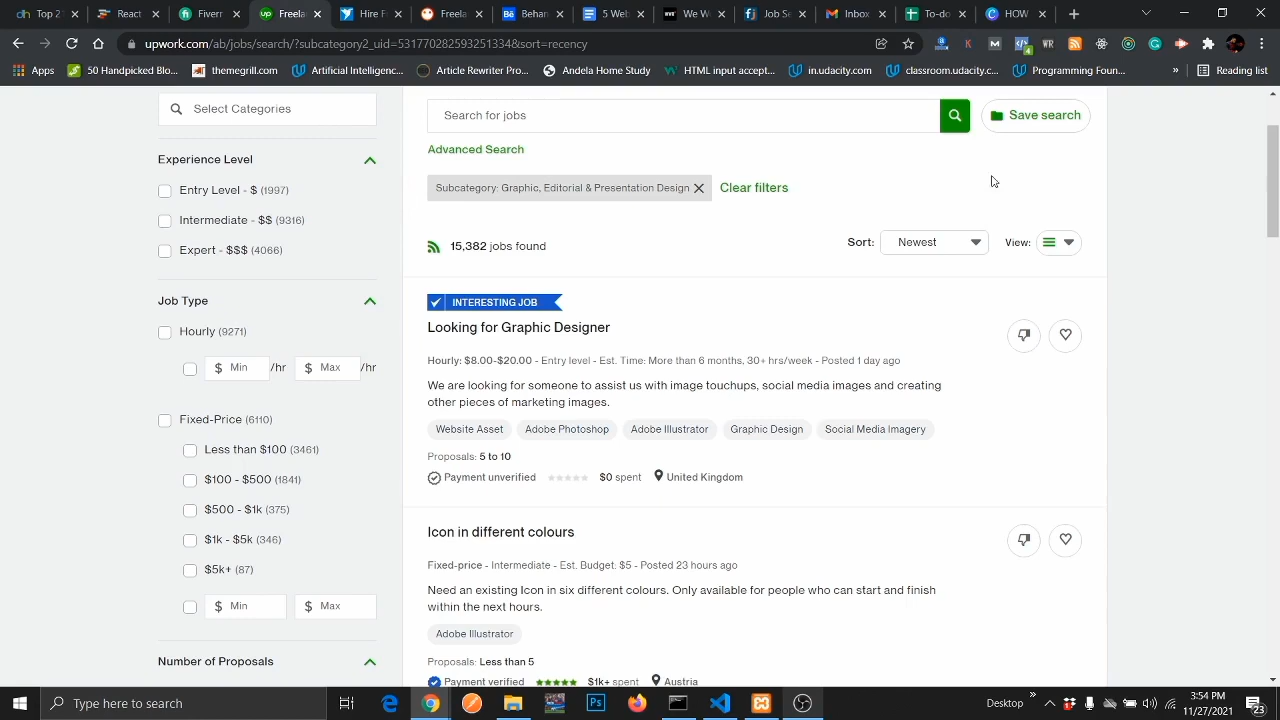 Top 2
React
Fiverr
Freela
Hire F
Freela
Behan
5 Web
We W
Job Se
Inbox
To-do
HOW
upwork.com/ab/jobs/search/?subcategory2_uid=531770282593251334&sort=recency
Apps
50 Handpicked Blo...
themegrill.com
Artificial Intelligenc...
Article Rewriter Pro...
Andela Home Study
HTML input accept...
in.udacity.com
classroom.udacity.c...
Programming Foun...
»
Reading list
Select Categories
Experience Level
Entry Level - $ (1997)
Intermediate - $$ (9316)
Expert - $$$ (4066)
Job Type
Hourly (9271)
$ Min /hr $ Max /hr
Fixed-Price (6110)
Less than $100 (3461)
$100 - $500 (1841)
$500 - $1k (375)
$1k - $5k (346)
$5k+ (87)
$ Min $ Max
Number of Proposals
Search for jobs
Save search
Advanced Search
Subcategory: Graphic, Editorial & Presentation Design
Clear filters
15,382 jobs found
Sort: Newest View:
INTERESTING JOB
Looking for Graphic Designer
Hourly: $8.00-$20.00 - Entry level - Est. Time: More than 6 months, 30+ hrs/week - Posted 1 day ago
We are looking for someone to assist us with image touchups, social media images and creating
other pieces of marketing images.
Website Asset Adobe Photoshop Adobe Illustrator Graphic Design Social Media Imagery
Proposals: 5 to 10
Payment unverified $0 spent United Kingdom
Icon in different colours
Fixed-price - Intermediate - Est. Budget: $5 - Posted 23 hours ago
Need an existing Icon in six different colours. Only available for people who can start and finish
within the next hours.
Adobe Illustrator
Proposals: Less than 5
Payment verified $1k+ spent Austria
Type here to search
Desktop
»
3:54 PM
11/27/2021
23